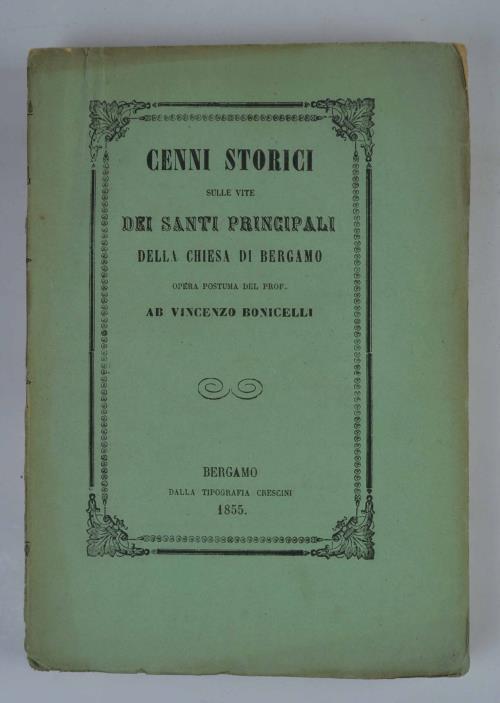 CENNI STORICI
SULLE VITE
DEI SANTI PRINCIPALI
DELLA CHIESA DI BERGAMO
OPERA POSTUMA DEL PROF.
AB VINCENZO BONICELLI
BERGAMO
DALLA TIPOGRAFIA CRESCINI
1855.